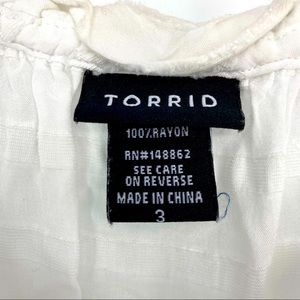 TORRID
100% RAYON
RN#148862
SEE CARE
ON REVERSE
MADE IN CHINA
3